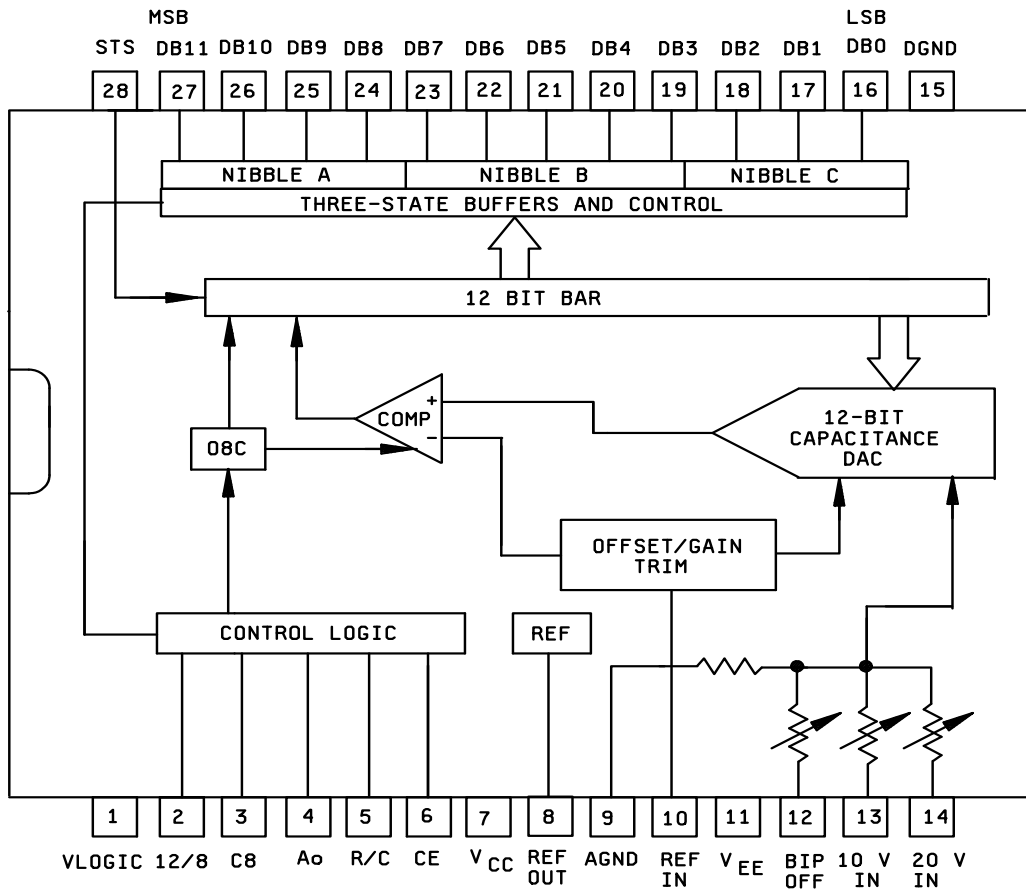 MSB LSB
STS DB11 DB10 DB9 DB8 DB7 DB6 DB5 DB4 DB3 DB2 DB1 DB0 DGND
28 27 26 25 24 23 22 21 20 19 18 17 16 15
NIBBLE A NIBBLE B NIBBLE C
THREE-STATE BUFFERS AND CONTROL
12 BIT BAR
COMP + −
12-BIT
CAPACITANCE
DAC
O8C
OFFSET/GAIN
TRIM
CONTROL LOGIC
REF
1 2 3 4 5 6 7 8 9 10 11 12 13 14
VLOGIC 12/8 C8 Ao R/C CE VCC REF AGND REF VEE BIP 10 V 20 V
OUT IN OFF IN IN